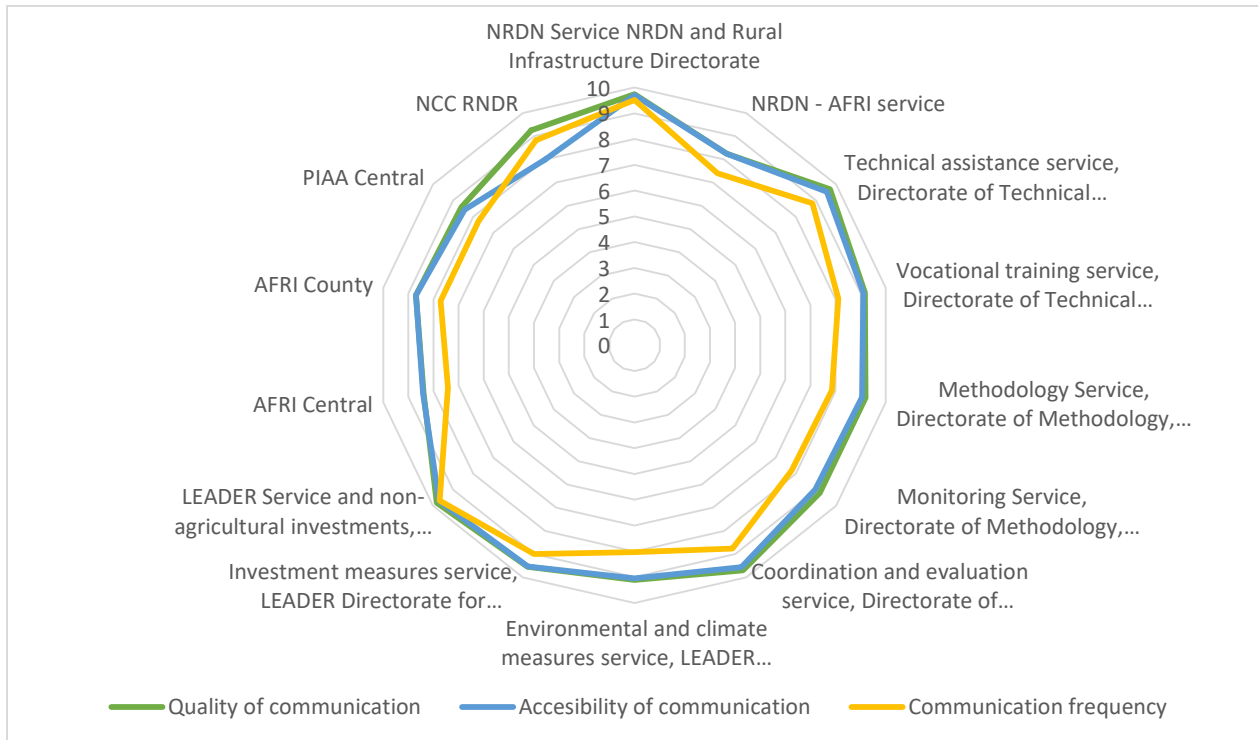 NRDN Service NRDN and Rural
Infrastructure Directorate
NRDN - AFRI service
Technical assistance service,
Directorate of Technical…
Vocational training service,
Directorate of Technical…
Methodology Service,
Directorate of Methodology,…
Monitoring Service,
Directorate of Methodology,…
Coordination and evaluation
service, Directorate of…
Environmental and climate
measures service, LEADER…
Investment measures service,
LEADER Directorate for…
LEADER Service and non-
agricultural investments,…
AFRI Central
AFRI County
PIAA Central
NCC RNDR
10
9
8
7
6
5
4
3
2
1
0
Quality of communication
Accesibility of communication
Communication frequency